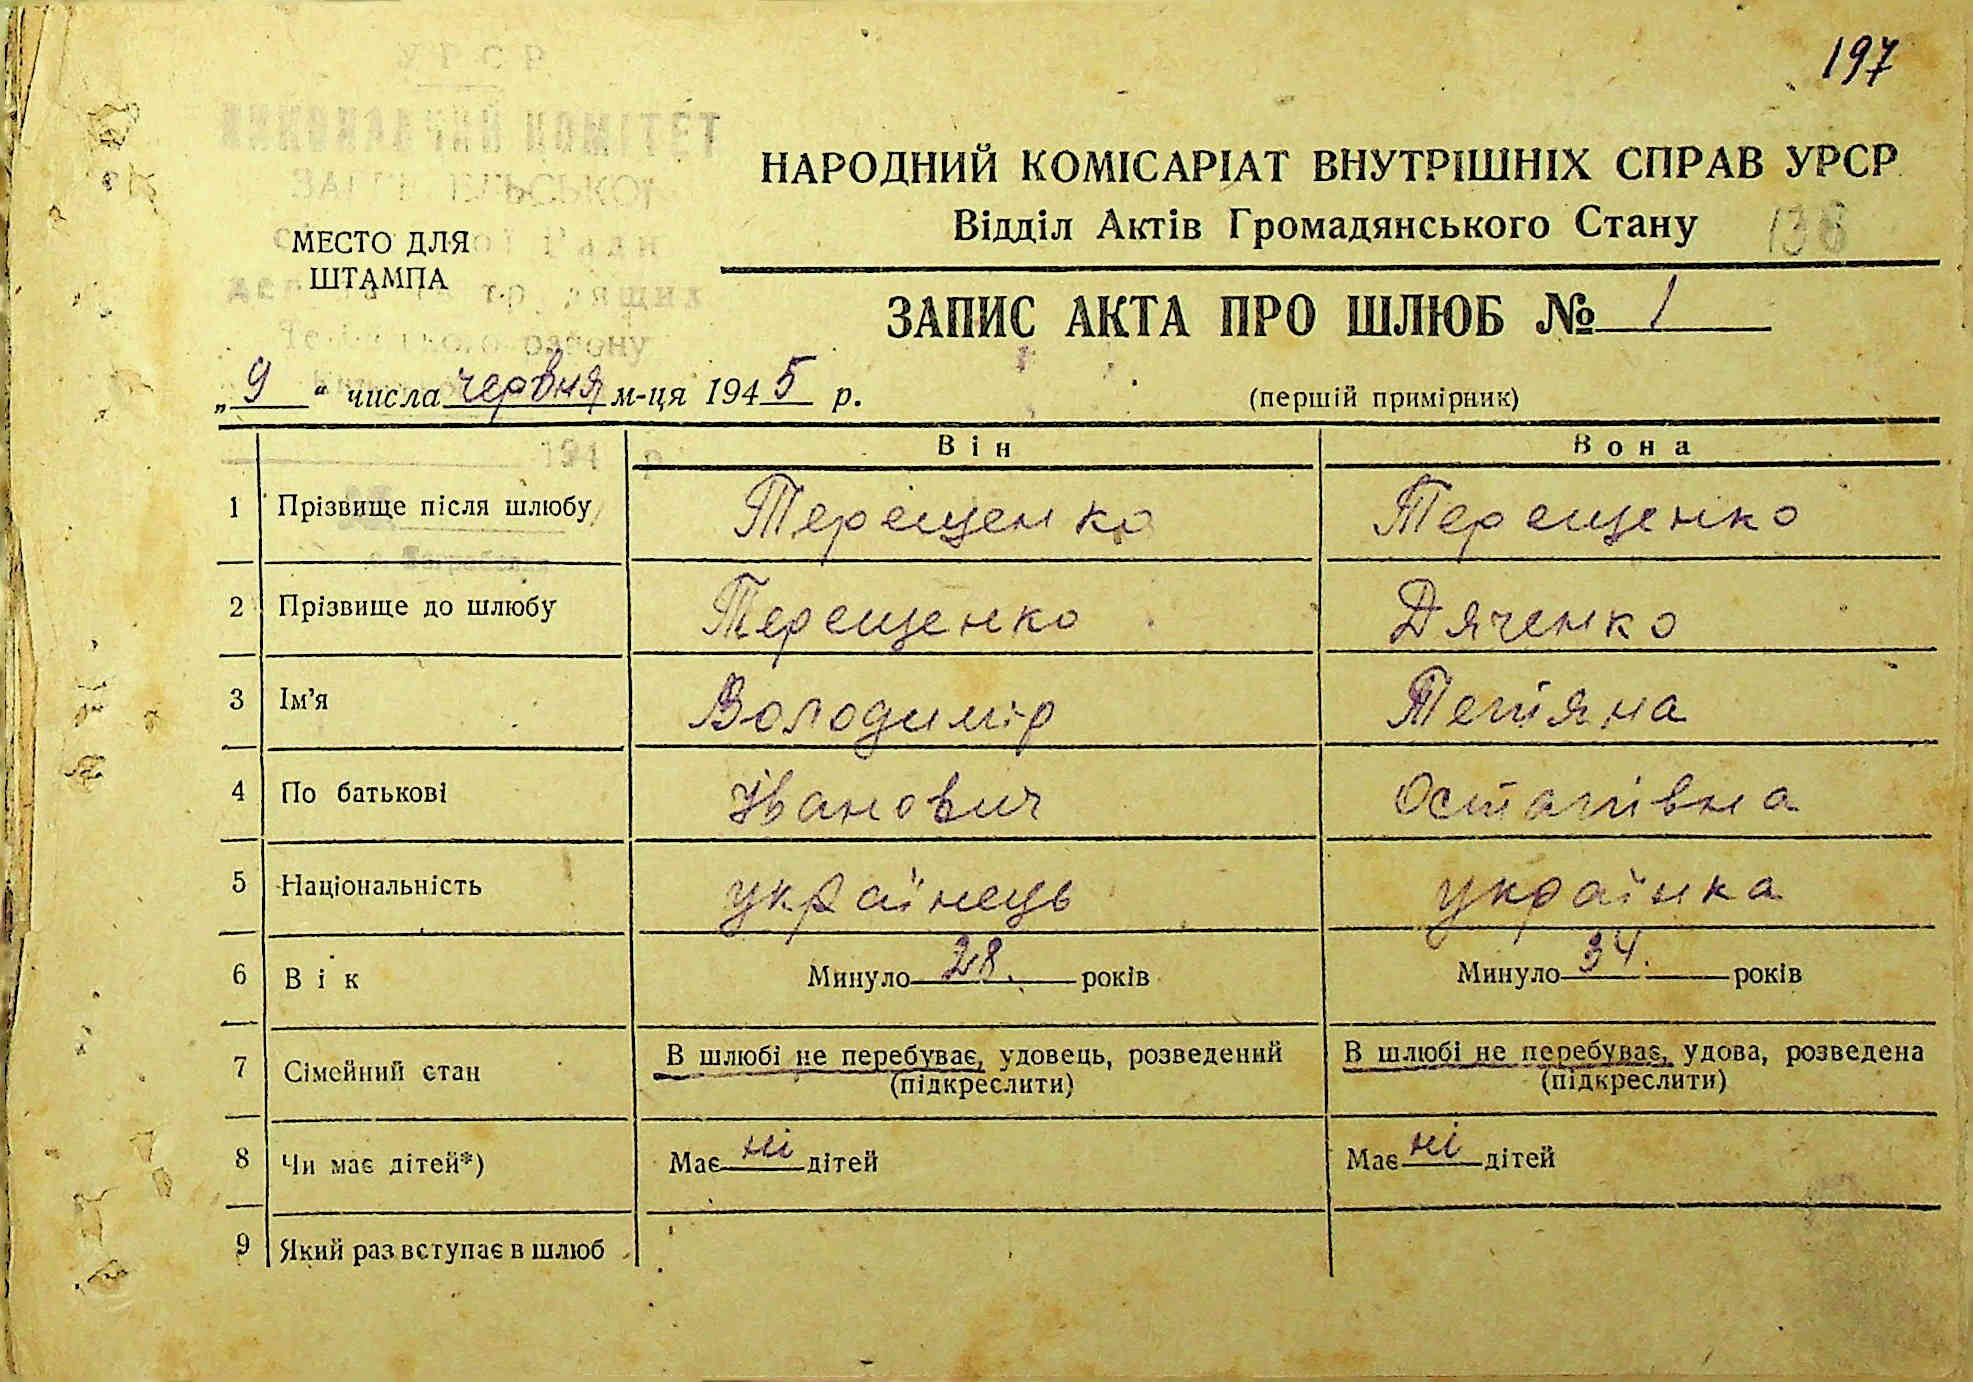 197
УРСР
ВИКОНАВЧИЙ КОМІТЕТ
НАРОДНИЙ КОМІСАРІАТ ВНУТРІШНІХ СПРАВ УРСР
Відділ Актів Громадянського Стану 136
МЕСТО ДЛЯ
ШТАМПА
ЗАПИС АКТА ПРО ШЛЮБ № 1
району
„9“ числа червня м-ця 1945 р.
(першій примірник)
Він Вона
1 Прізвище після шлюбу Терещенко Терещенко
2 Прізвище до шлюбу Терещенко Дяченко
3 Ім’я Володимір Тетяна
4 По батькові Іванович Остапівна
5 Національність українець українка
6 Вік Минуло 28 років Минуло 34 років
7 Сімейний стан В шлюбі не перебуває, удовець, розведений В шлюбі не перебуває, удова, розведена
(підкреслити) (підкреслити)
8 Чи має дітей*) Має ні дітей Має ні дітей
9 Який раз вступає в шлюб